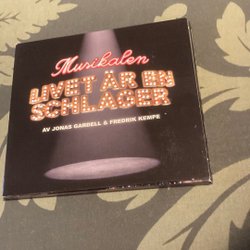 Musikalen
LIVET ÄR EN
SCHLAGER
AV JONAS GARDELL & FREDRIK KEMPE